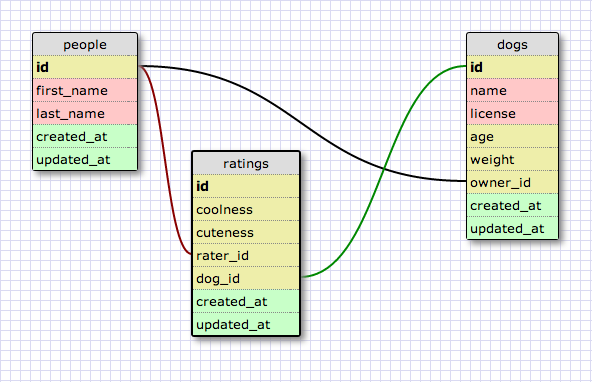 people
id
first_name
last_name
created_at
updated_at
ratings
id
coolness
cuteness
rater_id
dog_id
created_at
updated_at
dogs
id
name
license
age
weight
owner_id
created_at
updated_at